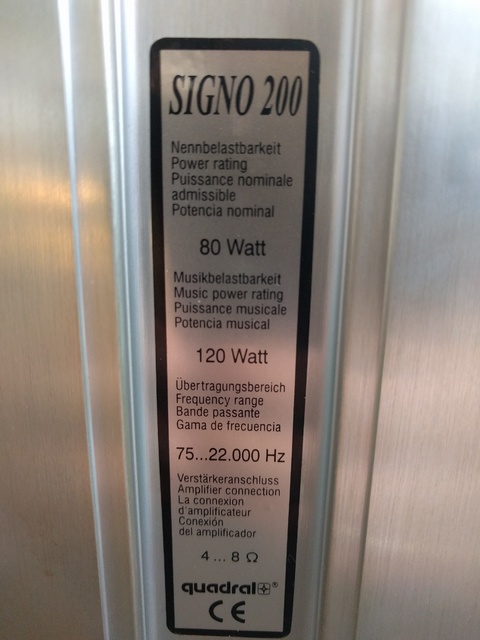 SIGNO 200
Nennbelastbarkeit
Power rating
Puissance nominale
admissible
Potencia nominal
80 Watt
Musikbelastbarkeit
Music power rating
Puissance musicale
Potencia musical
120 Watt
Übertragungsbereich
Frequency range
Bande passante
Gama de frecuencia
75...22.000 Hz
Verstärkeranschluss
Amplifier connection
La connexion
d'amplificateur
Conexión
del amplificador
4 ... 8 Ω
quadral®
CE